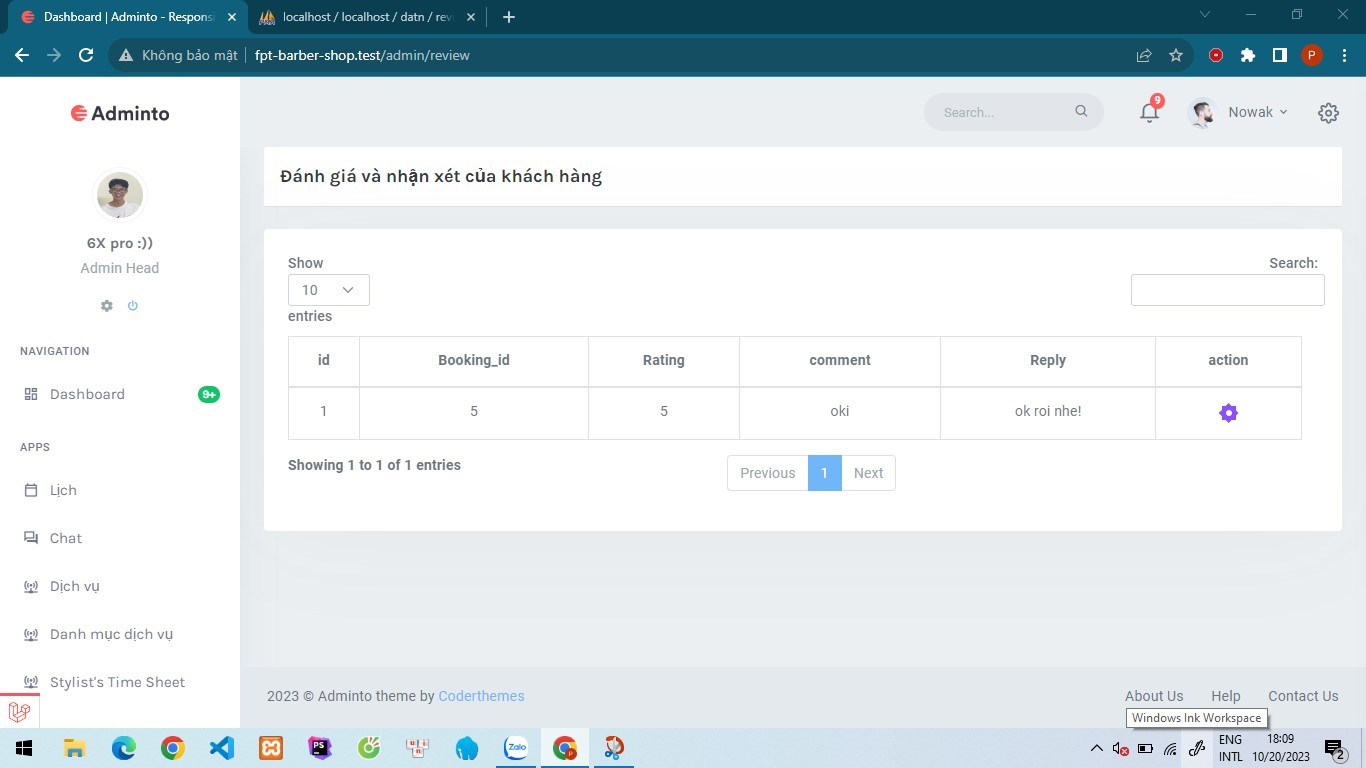 Dashboard | Adminto - Responsi
localhost / localhost / datn / rev
Không bảo mật
fpt-barber-shop.test/admin/review
P
Adminto
Search...
9
Nowak
Đánh giá và nhận xét của khách hàng
6X pro :))
Admin Head
Show
10
entries
Search:
NAVIGATION
Dashboard
9+
APPS
Lịch
Chat
Dịch vụ
Danh mục dịch vụ
Stylist's Time Sheet
id Booking_id Rating comment Reply action
1 5 5 oki ok roi nhe!
Showing 1 to 1 of 1 entries
Previous 1 Next
2023 © Adminto theme by Coderthemes
About Us Help Contact Us
Windows Ink Workspace
PS
Zalo
P
ENG
INTL
18:09
10/20/2023
2